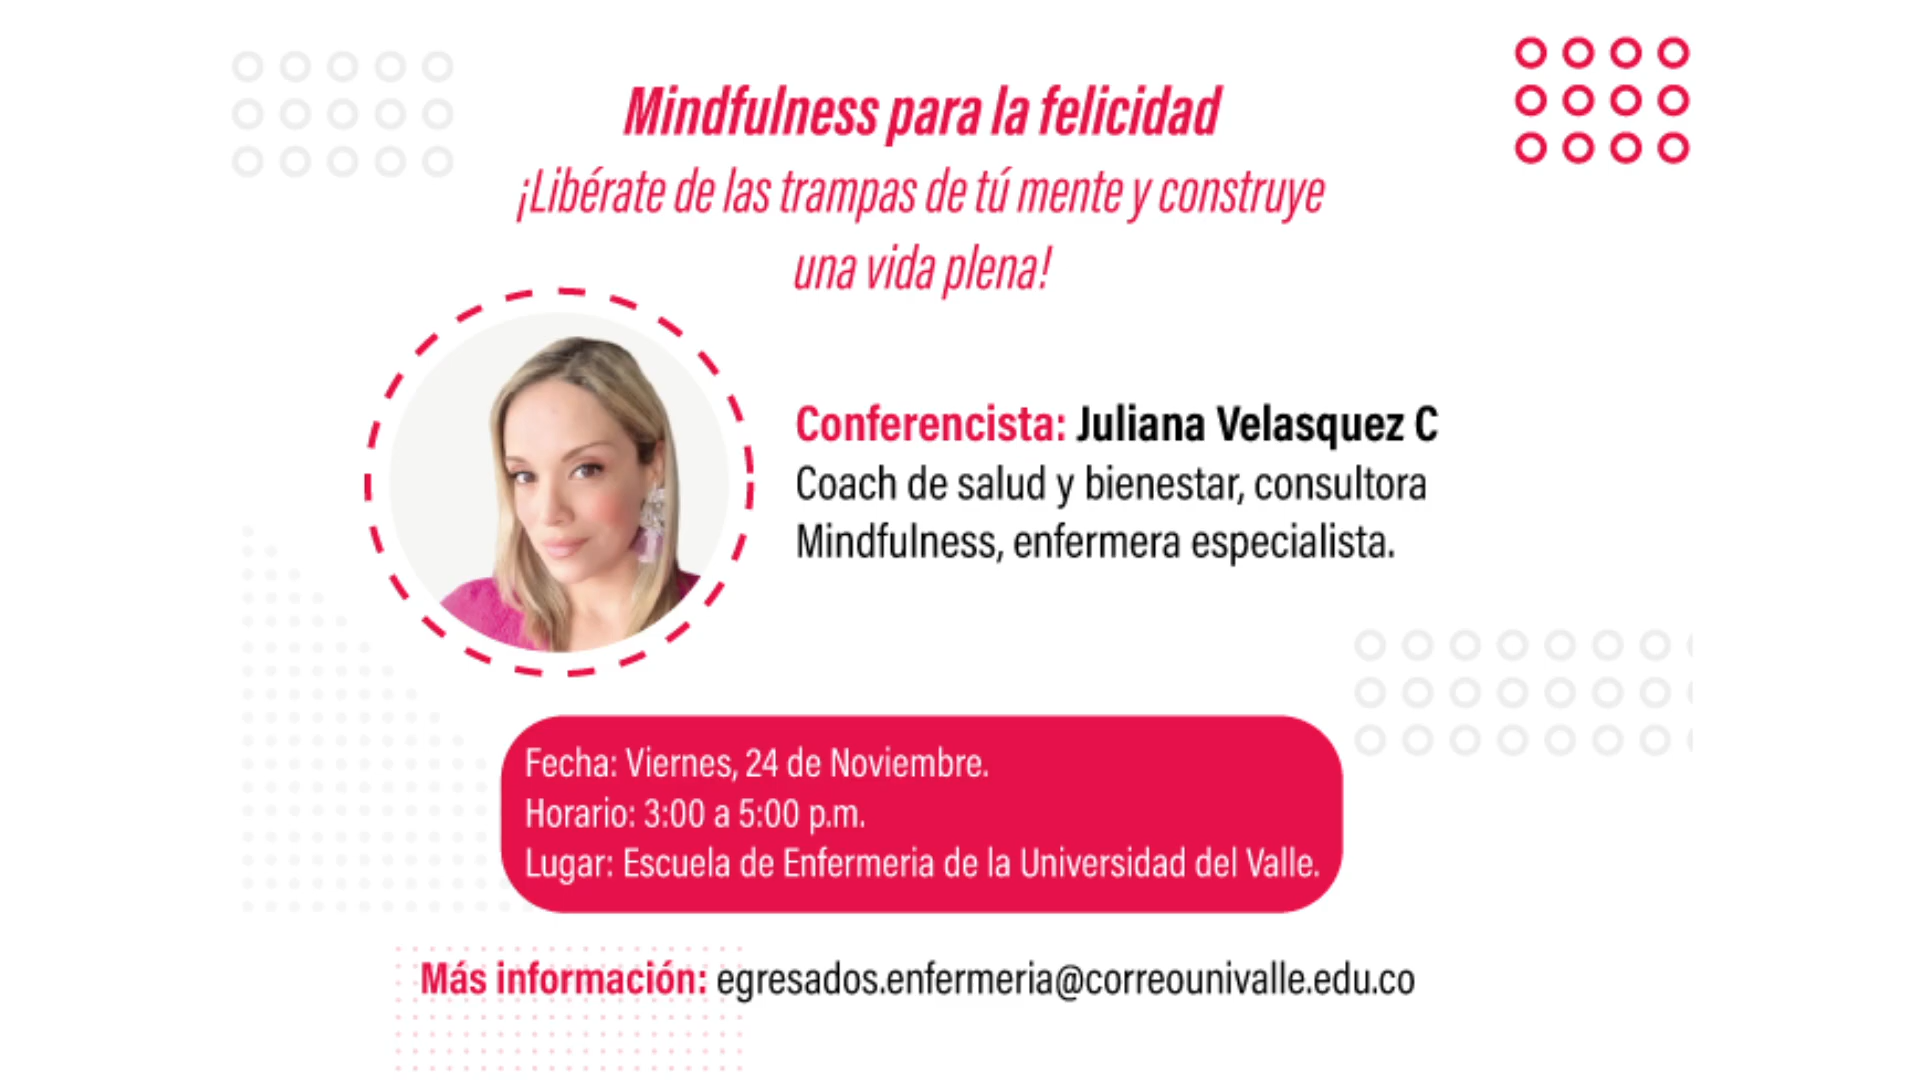 Mindfulness para la felicidad
¡Libérate de las trampas de tú mente y construye
una vida plena!
Conferencista: Juliana Velasquez C
Coach de salud y bienestar, consultora
Mindfulness, enfermera especialista.
Fecha: Viernes, 24 de Noviembre.
Horario: 3:00 a 5:00 p.m.
Lugar: Escuela de Enfermeria de la Universidad del Valle.
Más información: egresados.enfermeria@correounivalle.edu.co